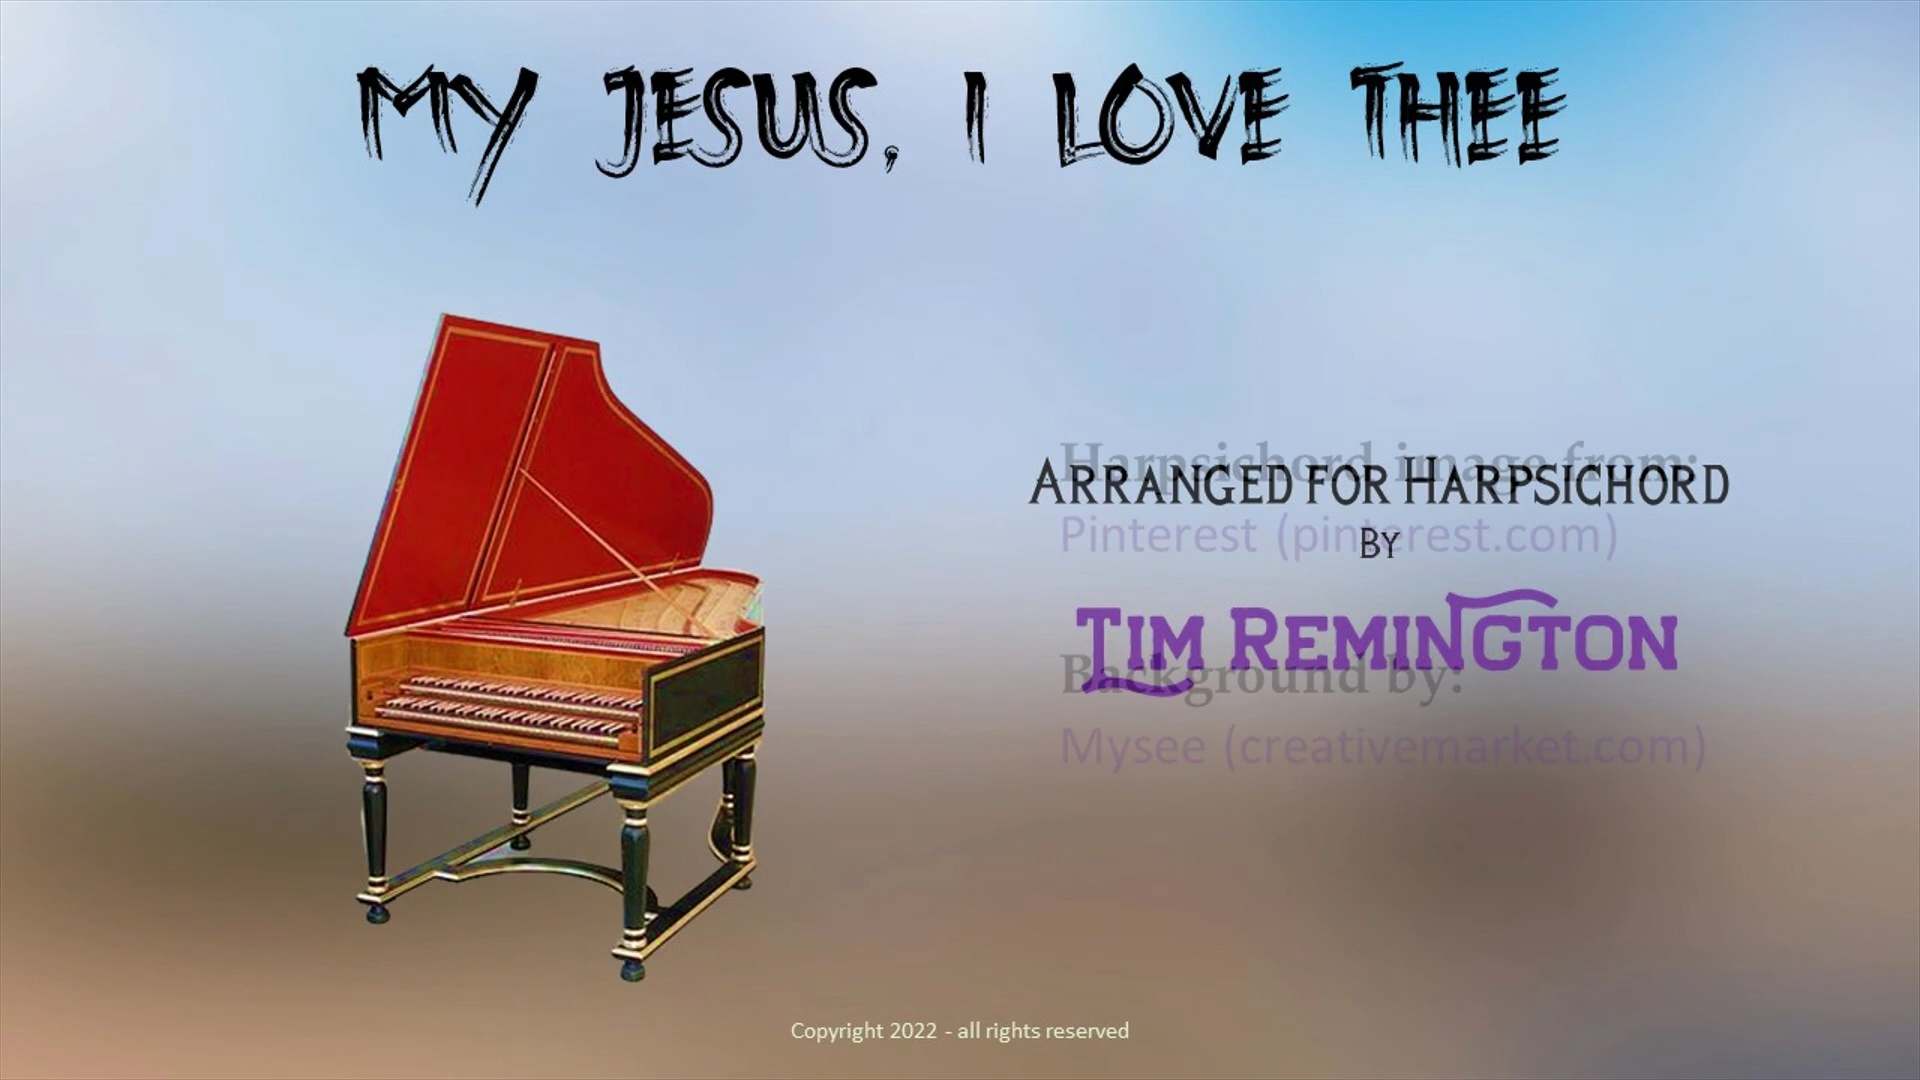 MY JESUS, I LOVE THEE
Harpsichord image from:
ARRANGED FOR HARPSICHORD
Pinterest (pinterest.com)
BY
TIM REMINGTON
Background by:
Mysee (creativemarket.com)
Copyright 2022 - all rights reserved